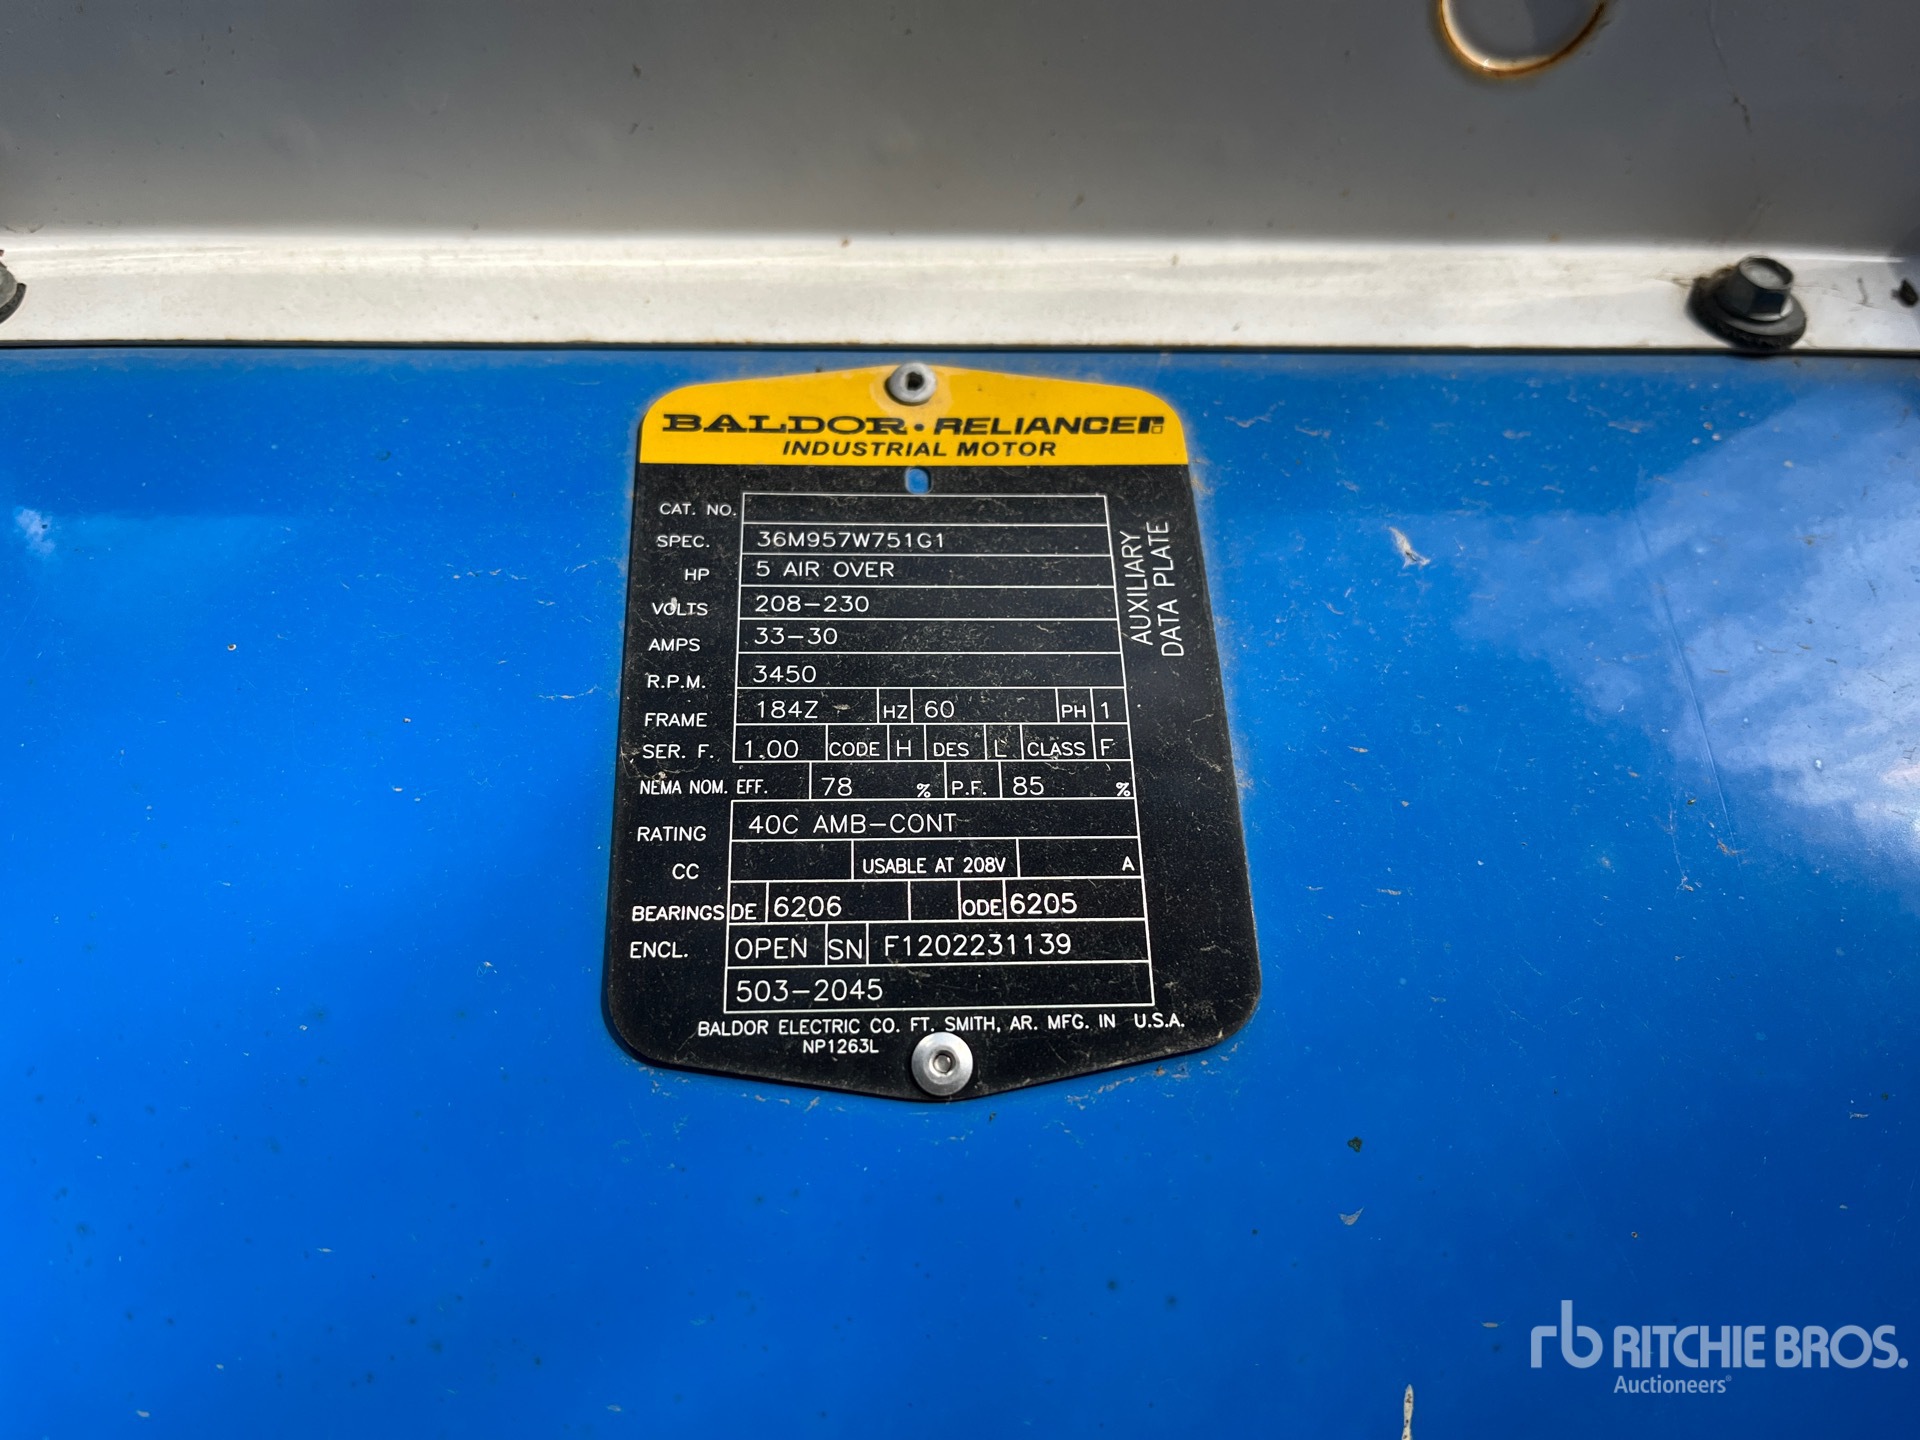 BALDOR • RELIANCE
INDUSTRIAL MOTOR
AUXILIARY
DATA PLATE
CAT. NO.
SPEC. 36M957W751G1
HP 5 AIR OVER
VOLTS 208-230
AMPS 33-30
R.P.M. 3450
FRAME 184Z HZ 60 PH 1
SER. F. 1.00 CODE H DES L CLASS F
NEMA NOM. EFF. 78 % P.F. 85 %
RATING 40C AMB-CONT
CC USABLE AT 208V A
BEARINGS DE 6206 ODE 6205
ENCL. OPEN SN F1202231139
503-2045
BALDOR ELECTRIC CO. FT. SMITH, AR. MFG. IN U.S.A.
NP1263L
rb RITCHIE BROS.
Auctioneers®